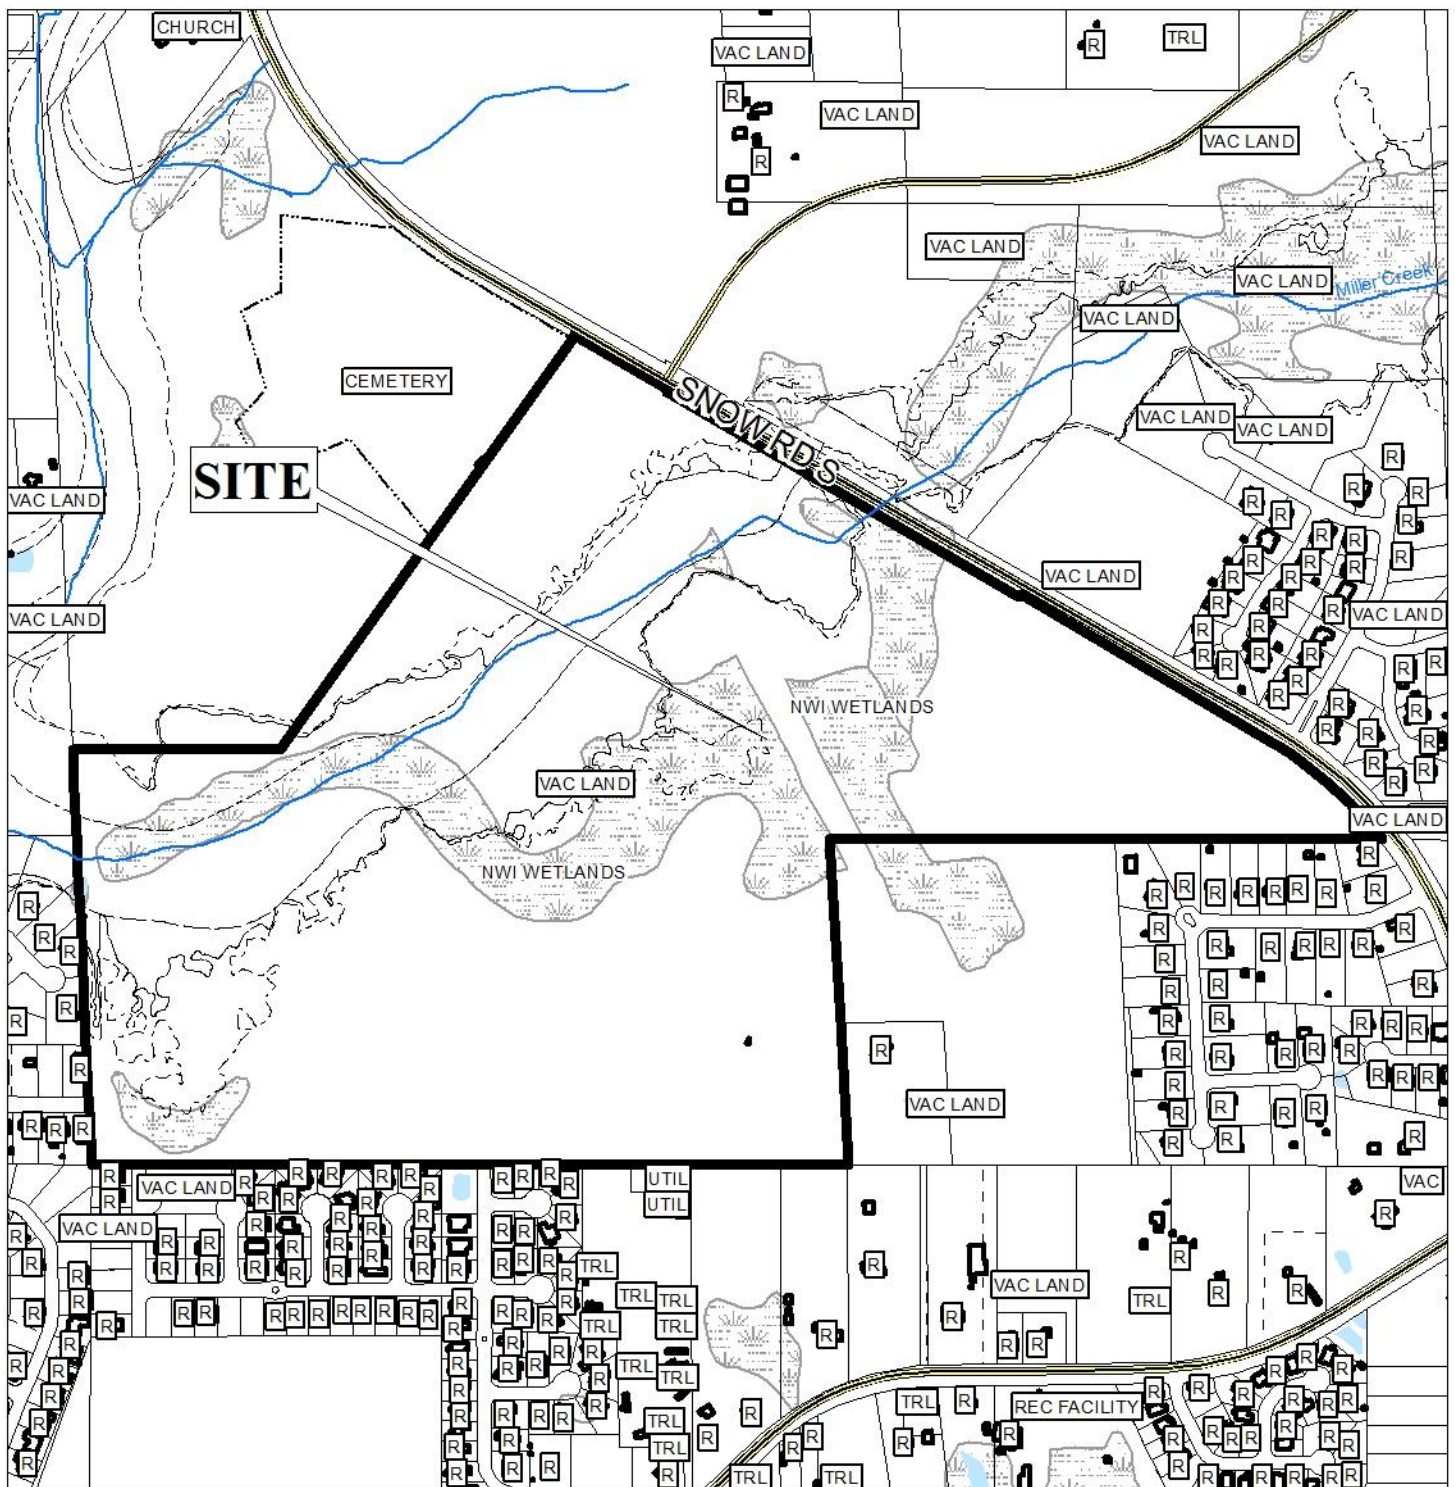 CHURCH
VAC LAND
R
TRL
R
VAC LAND
VAC LAND
R
VAC LAND
VAC LAND
Miller Creek
VAC LAND
CEMETERY
SNOW RD S
VAC LAND
VAC LAND
R
SITE
VAC LAND
R R R
R R
R R R
R R
R R
VAC LAND
R R
R R R
VAC LAND
VAC LAND
R R R
R R R R R
R R
R R
NWI WETLANDS
R R
R R
R R
VAC LAND
VAC LAND
R
NWI WETLANDS
R R R R R R R R
R
R R
R R R R R R
R
R
R R R
R
R R R R R
R
R R R R
R
R R R R
R
VAC LAND
R R R R
R R R
R R R
R R R R R R R R R
UTIL
VAC
VAC LAND
R R R R R
UTIL
R
VAC LAND
R R R R R
R R R R R R R
R
R R R R R R R R
TRL
R
R R R R R
VAC LAND
TRL
TRL
TRL
R
R
R R R R R R R R R R
R R
TRL
TRL
R
R R
R R R R
TRL
TRL
R R R
R R R
TRL
R
REC FACILITY
R R R R
TRL
R
R
R R R
TRL
R
R
R R
TRL
TRL
R R R R